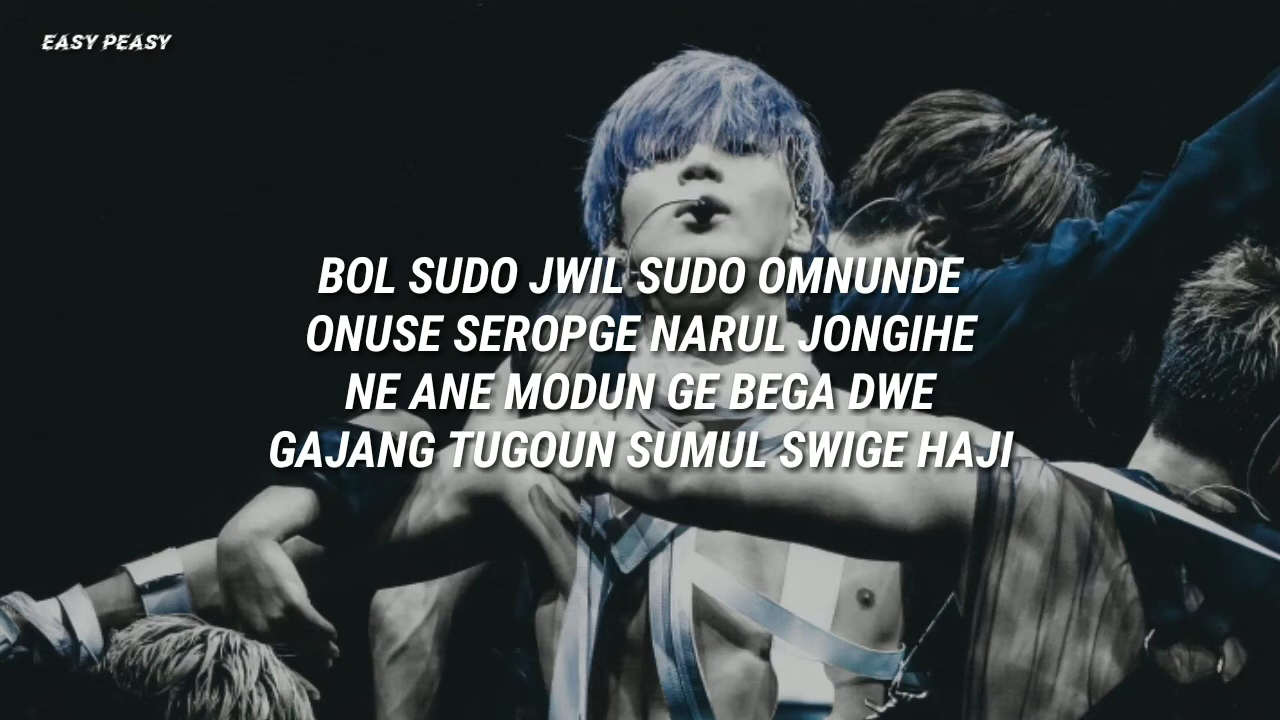 EASY PEASY
BOL SUDO JWIL SUDO OMNUNDE
ONUSE SEROPGE NARUL JONGIHE
NE ANE MODUN GE BEGA DWE
GAJANG TUGOUN SUMUL SWIGE HAJI